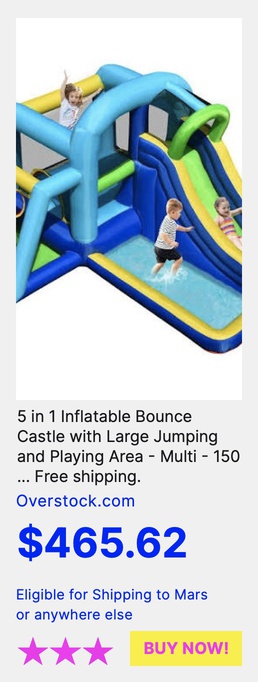 5 in 1 Inflatable Bounce
Castle with Large Jumping
and Playing Area - Multi - 150
... Free shipping.
Overstock.com
$465.62
Eligible for Shipping to Mars
or anywhere else
BUY NOW!